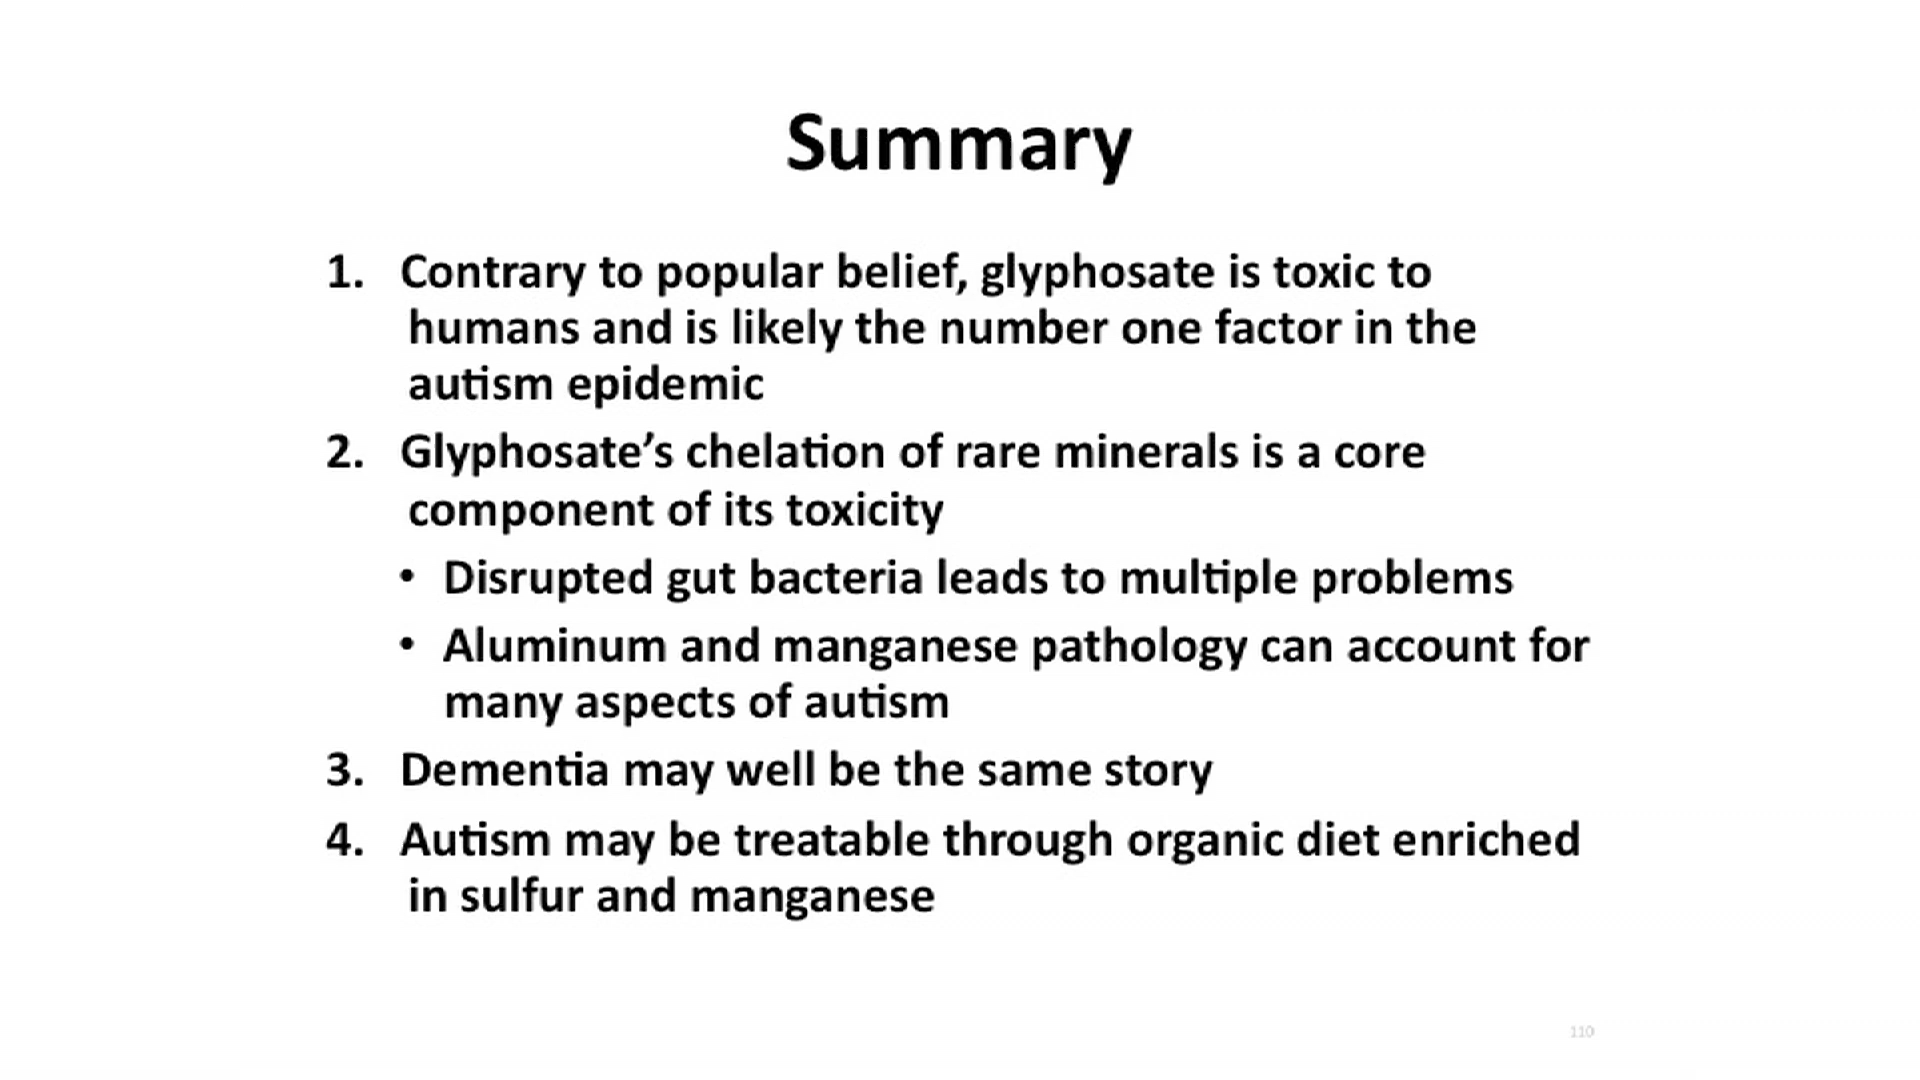 Summary
1. Contrary to popular belief, glyphosate is toxic to
humans and is likely the number one factor in the
autism epidemic
2. Glyphosate’s chelation of rare minerals is a core
component of its toxicity
• Disrupted gut bacteria leads to multiple problems
• Aluminum and manganese pathology can account for
many aspects of autism
3. Dementia may well be the same story
4. Autism may be treatable through organic diet enriched
in sulfur and manganese
110